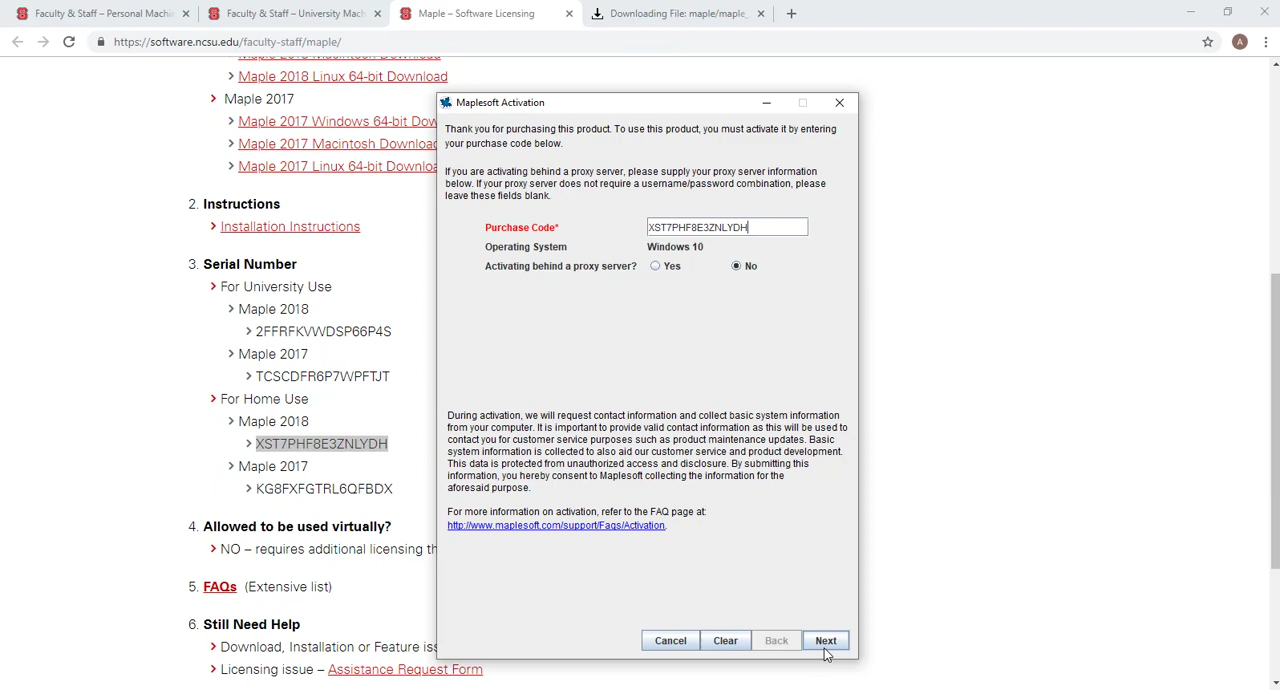 Faculty & Staff – Personal Machi
Faculty & Staff – University Mac
Maple – Software Licensing
Downloading File: maple/maple_
https://software.ncsu.edu/faculty-staff/maple/
A
Maple 2018 Macintosh Download
Maple 2018 Linux 64-bit Download
Maple 2017
Maple 2017 Windows 64-bit Dow
Maple 2017 Macintosh Download
Maple 2017 Linux 64-bit Downlo
2. Instructions
Installation Instructions
3. Serial Number
For University Use
Maple 2018
2FFRFKVWDSP66P4S
Maple 2017
TCSCDFR6P7WPFTJT
For Home Use
Maple 2018
XST7PHF8E3ZNLYDH
Maple 2017
KG8FXFGTRL6QFBDX
4. Allowed to be used virtually?
NO – requires additional licensing th
5. FAQs (Extensive list)
6. Still Need Help
Download, Installation or Feature iss
Licensing issue – Assistance Request Form
Maplesoft Activation
Thank you for purchasing this product. To use this product, you must activate it by entering
your purchase code below.
If you are activating behind a proxy server, please supply your proxy server information
below. If your proxy server does not require a username/password combination, please
leave these fields blank.
Purchase Code* XST7PHF8E3ZNLYDH
Operating System Windows 10
Activating behind a proxy server? Yes No
During activation, we will request contact information and collect basic system information
from your computer. It is important to provide valid contact information as this will be used to
contact you for customer service purposes such as product maintenance updates. Basic
system information is collected to also aid our customer service and product development.
This data is protected from unauthorized access and disclosure. By submitting this
information, you hereby consent to Maplesoft collecting the information for the
aforesaid purpose.
For more information on activation, refer to the FAQ page at:
http://www.maplesoft.com/support/Faqs/Activation.
Cancel Clear Back Next